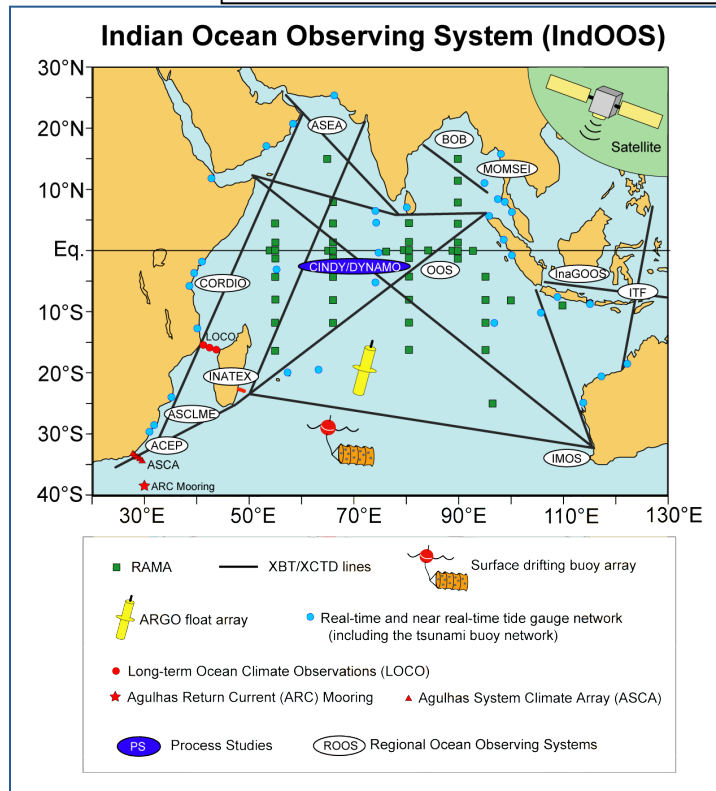 Indian Ocean Observing System (IndOOS)
30°N
20°N
10°N
Eq.
10°S
20°S
30°S
40°S
30°E
50°E
70°E
90°E
110°E
130°E
Satellite
ASEA
BOB
MOMSEI
CINDY/DYNAMO
OOS
InaGOOS
ITF
CORDIO
LOCO
INATEX
ASCLME
ACEP
ASCA
ARC Mooring
IMOS
RAMA
XBT/XCTD lines
Surface drifting buoy array
ARGO float array
Real-time and near real-time tide gauge network
(including the tsunami buoy network)
Long-term Ocean Climate Observations (LOCO)
Agulhas Return Current (ARC) Mooring
Agulhas System Climate Array (ASCA)
PS
Process Studies
ROOS
Regional Ocean Observing Systems